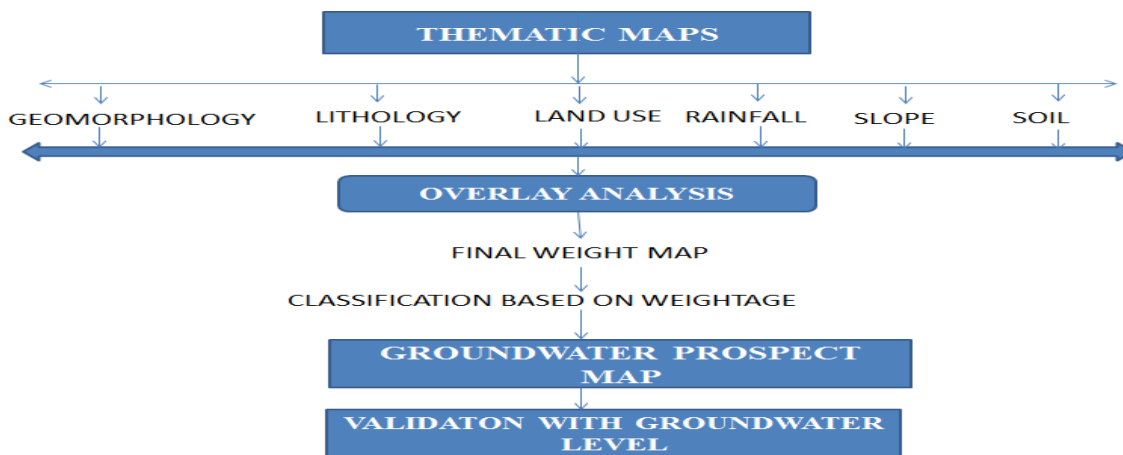 THEMATIC MAPS
GEOMORPHOLOGY LITHOLOGY LAND USE RAINFALL SLOPE SOIL
OVERLAY ANALYSIS
FINAL WEIGHT MAP
CLASSIFICATION BASED ON WEIGHTAGE
GROUNDWATER PROSPECT
MAP
VALIDATON WITH GROUNDWATER
LEVEL